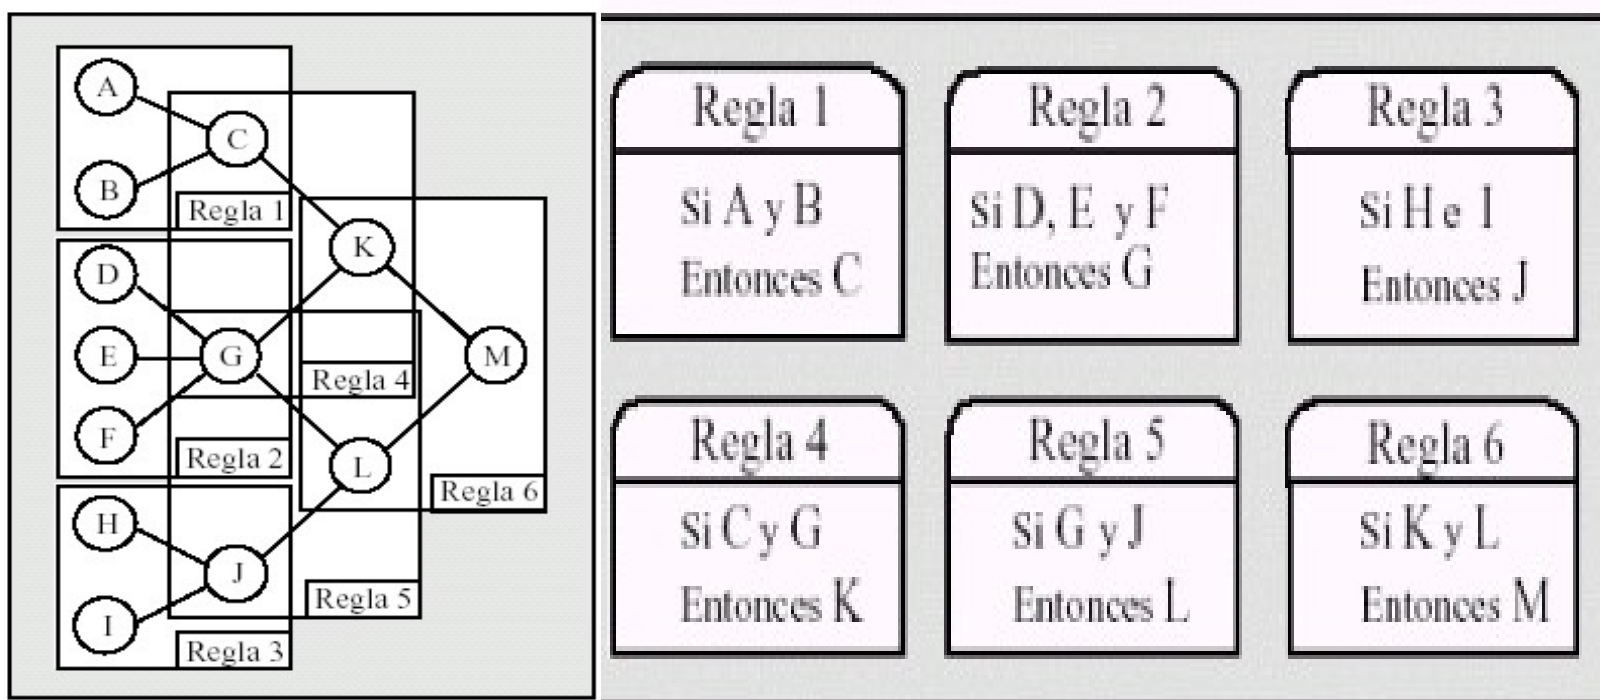 A
B
C
Regla 1
D
E
F
G
Regla 2
H
I
J
Regla 3
K
Regla 4
L
Regla 5
M
Regla 6
Regla 1
Si A y B
Entonces C
Regla 2
Si D, E y F
Entonces G
Regla 3
Si H e I
Entonces J
Regla 4
Si C y G
Entonces K
Regla 5
Si G y J
Entonces L
Regla 6
Si K y L
Entonces M